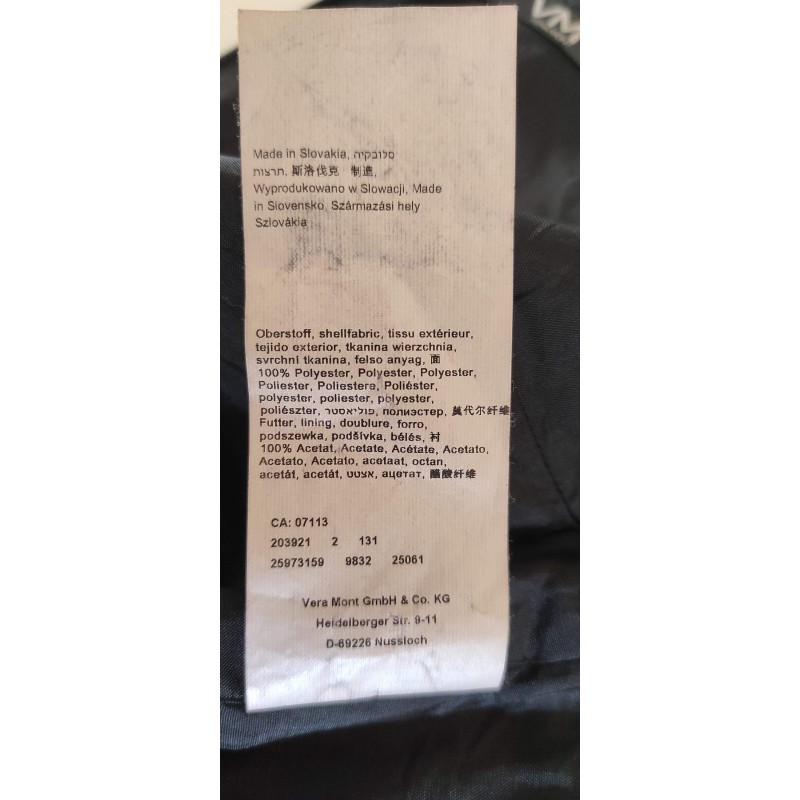 VM
Made in Slovakia, סלובקיה
תוצרת, 斯洛伐克 制造,
Wyprodukowano w Slowacji, Made
in Slovensko, Származási hely
Szlovákia
Oberstoff, shellfabric, tissu extérieur,
tejido exterior, tkanina wierzchnia,
svrchni tkanina, felso anyag, 面
100% Polyester, Polyester, Polyester,
Poliester, Poliestere, Poliéster,
polyester, poliester, polyester,
poliészter, פוליאסטר, полиэстер, 莫代尔纤维
Futter, lining, doublure, forro,
podszewka, podšívka, bélés, 衬
100% Acetat, Acetate, Acétate, Acetato,
Acetato, Acetato, acetaat, octan,
acetát, acetát, אצטט, ацетат, 醋酸纤维
CA: 07113
203921 2 131
25973159 9832 25061
Vera Mont GmbH & Co. KG
Heidelberger Str. 9-11
D-69226 Nussloch